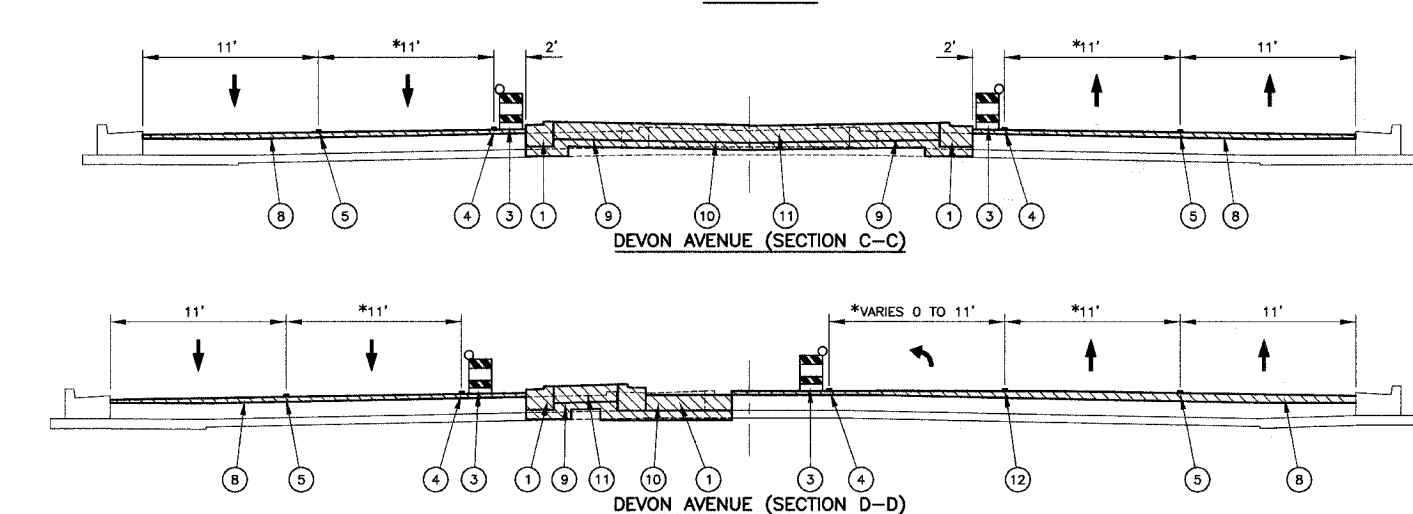 11' *11' 2' 2' *11' 11'
8 5 4 3 1 9 10 11 9 1 3 4 5 8
DEVON AVENUE (SECTION C-C)
11' *11' *VARIES 0 TO 11' *11' 11'
8 5 4 3 1 9 11 10 1 3 4 12 5 8
DEVON AVENUE (SECTION D-D)